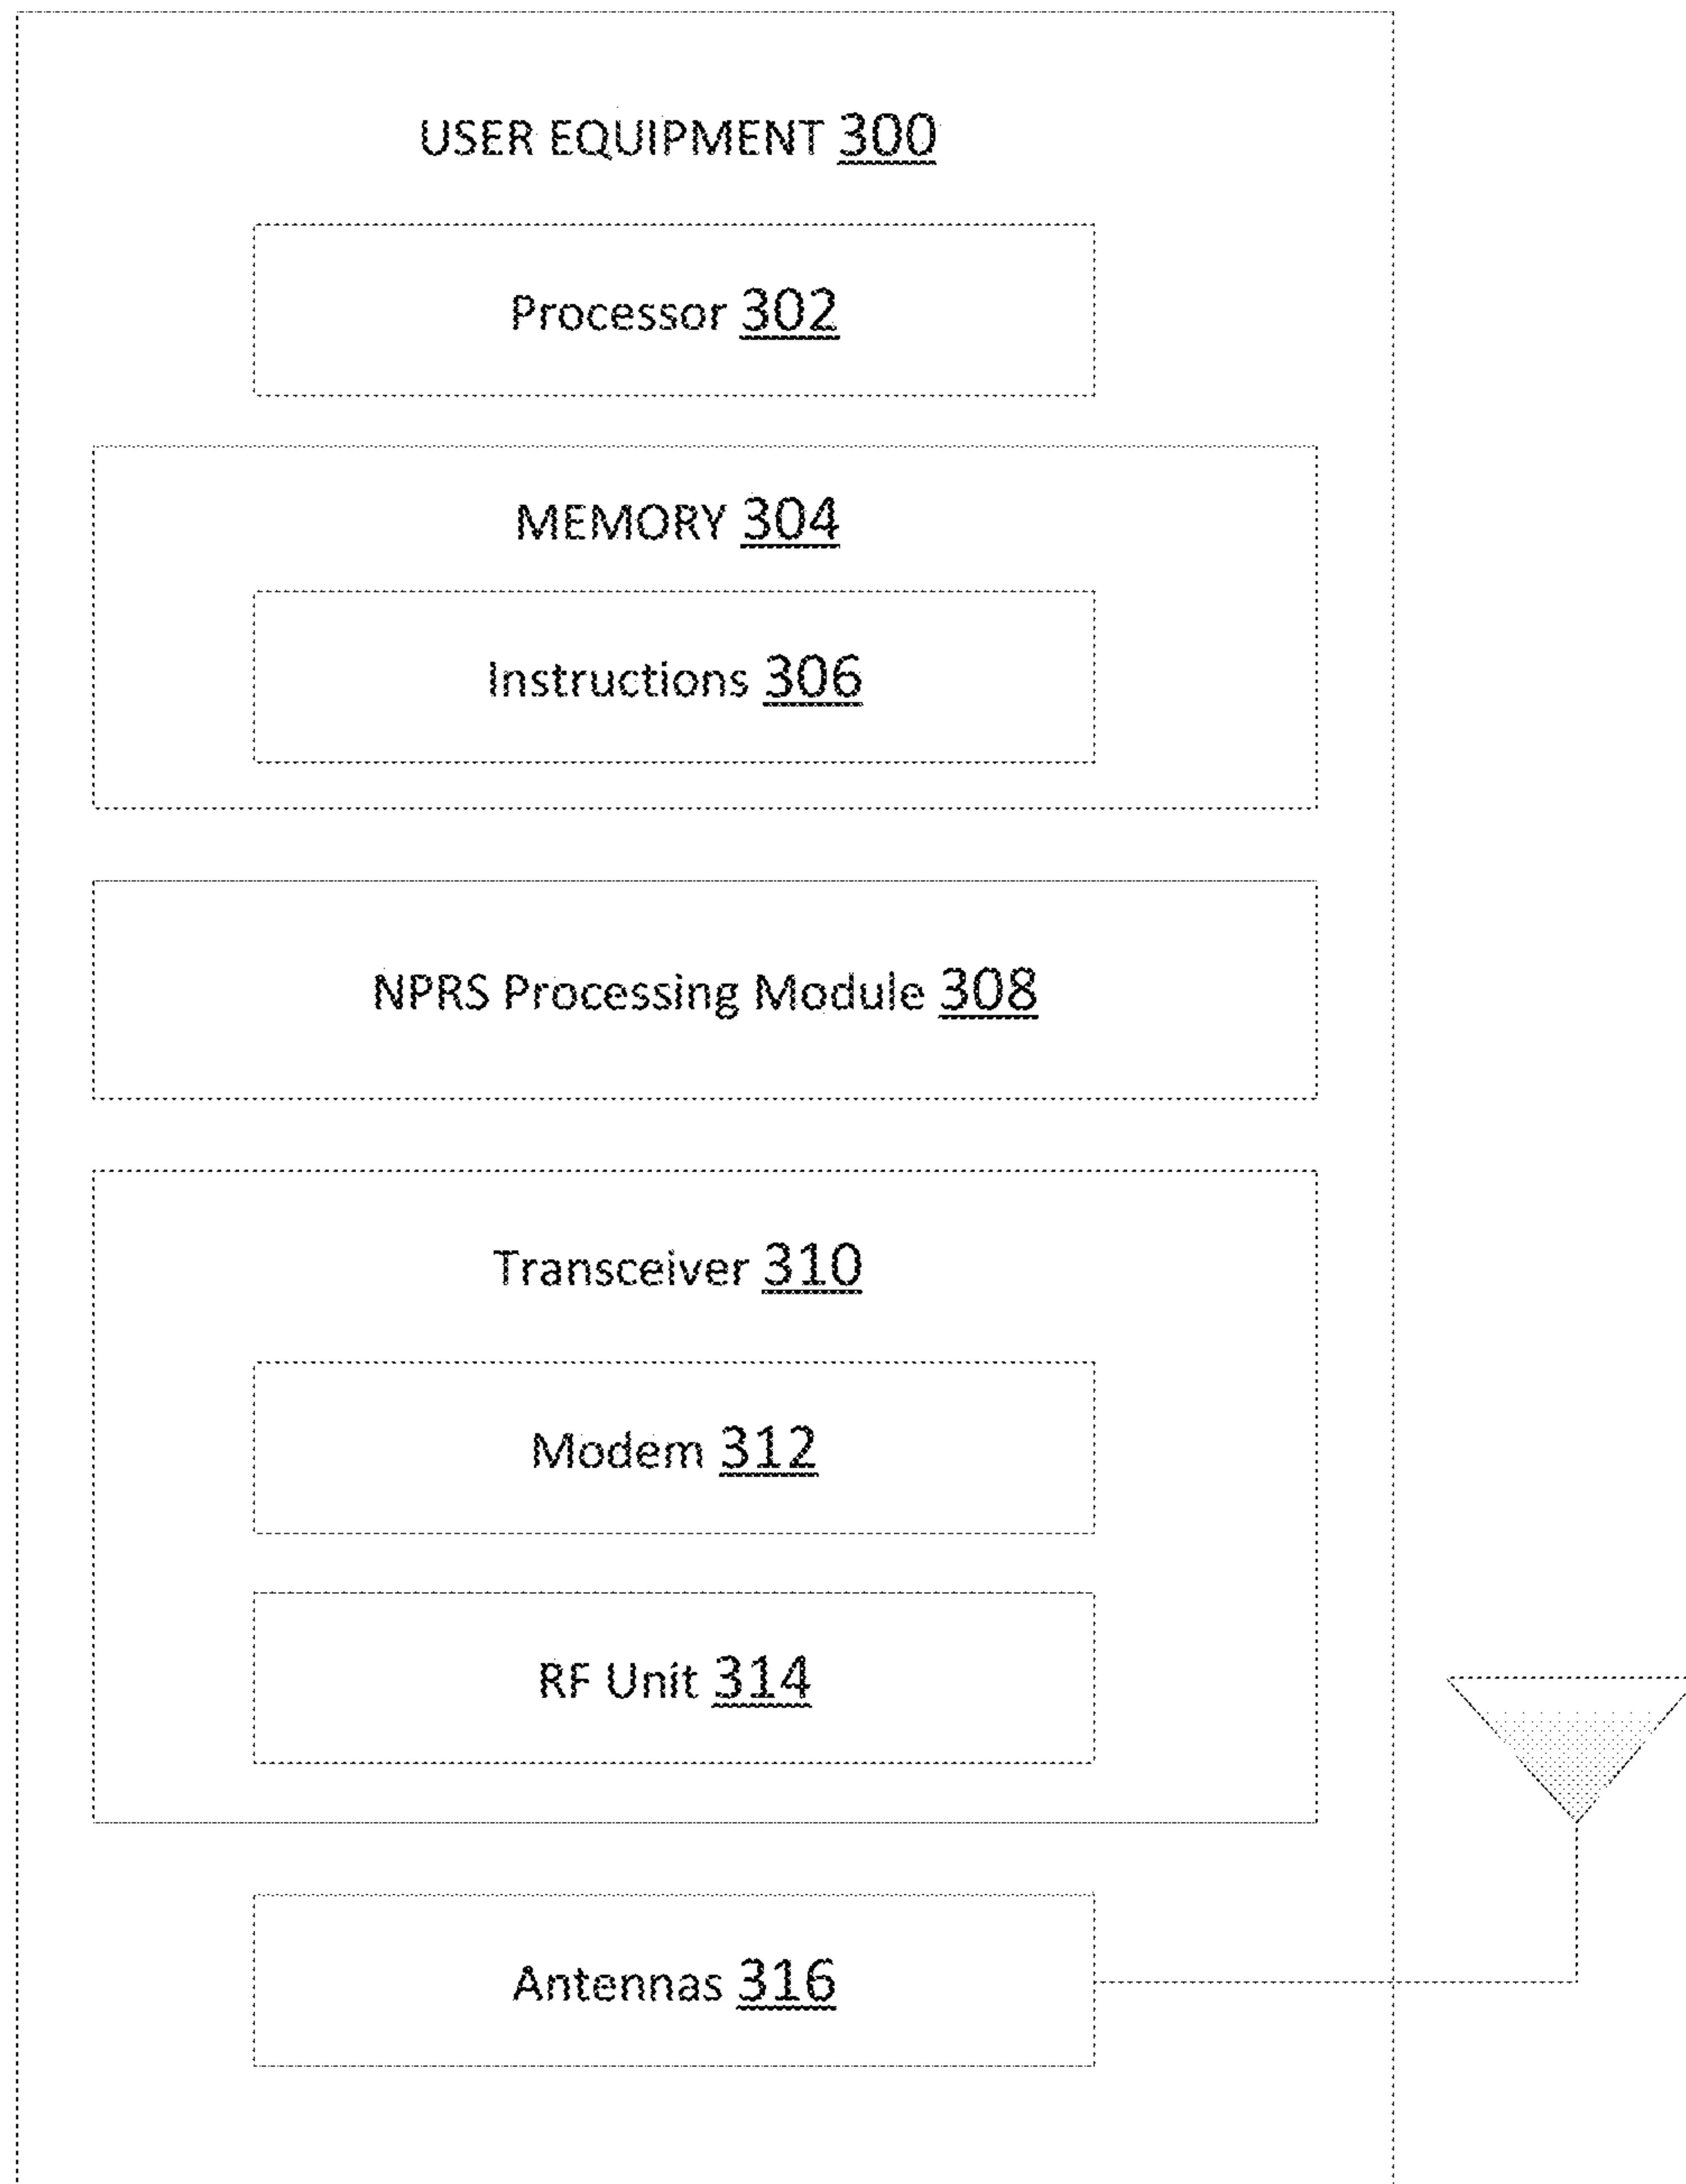 USER EQUIPMENT 300
Processor 302
MEMORY 304
Instructions 306
NPRS Processing Module 308
Transceiver 310
Modem 312
RF Unit 314
Antennas 316